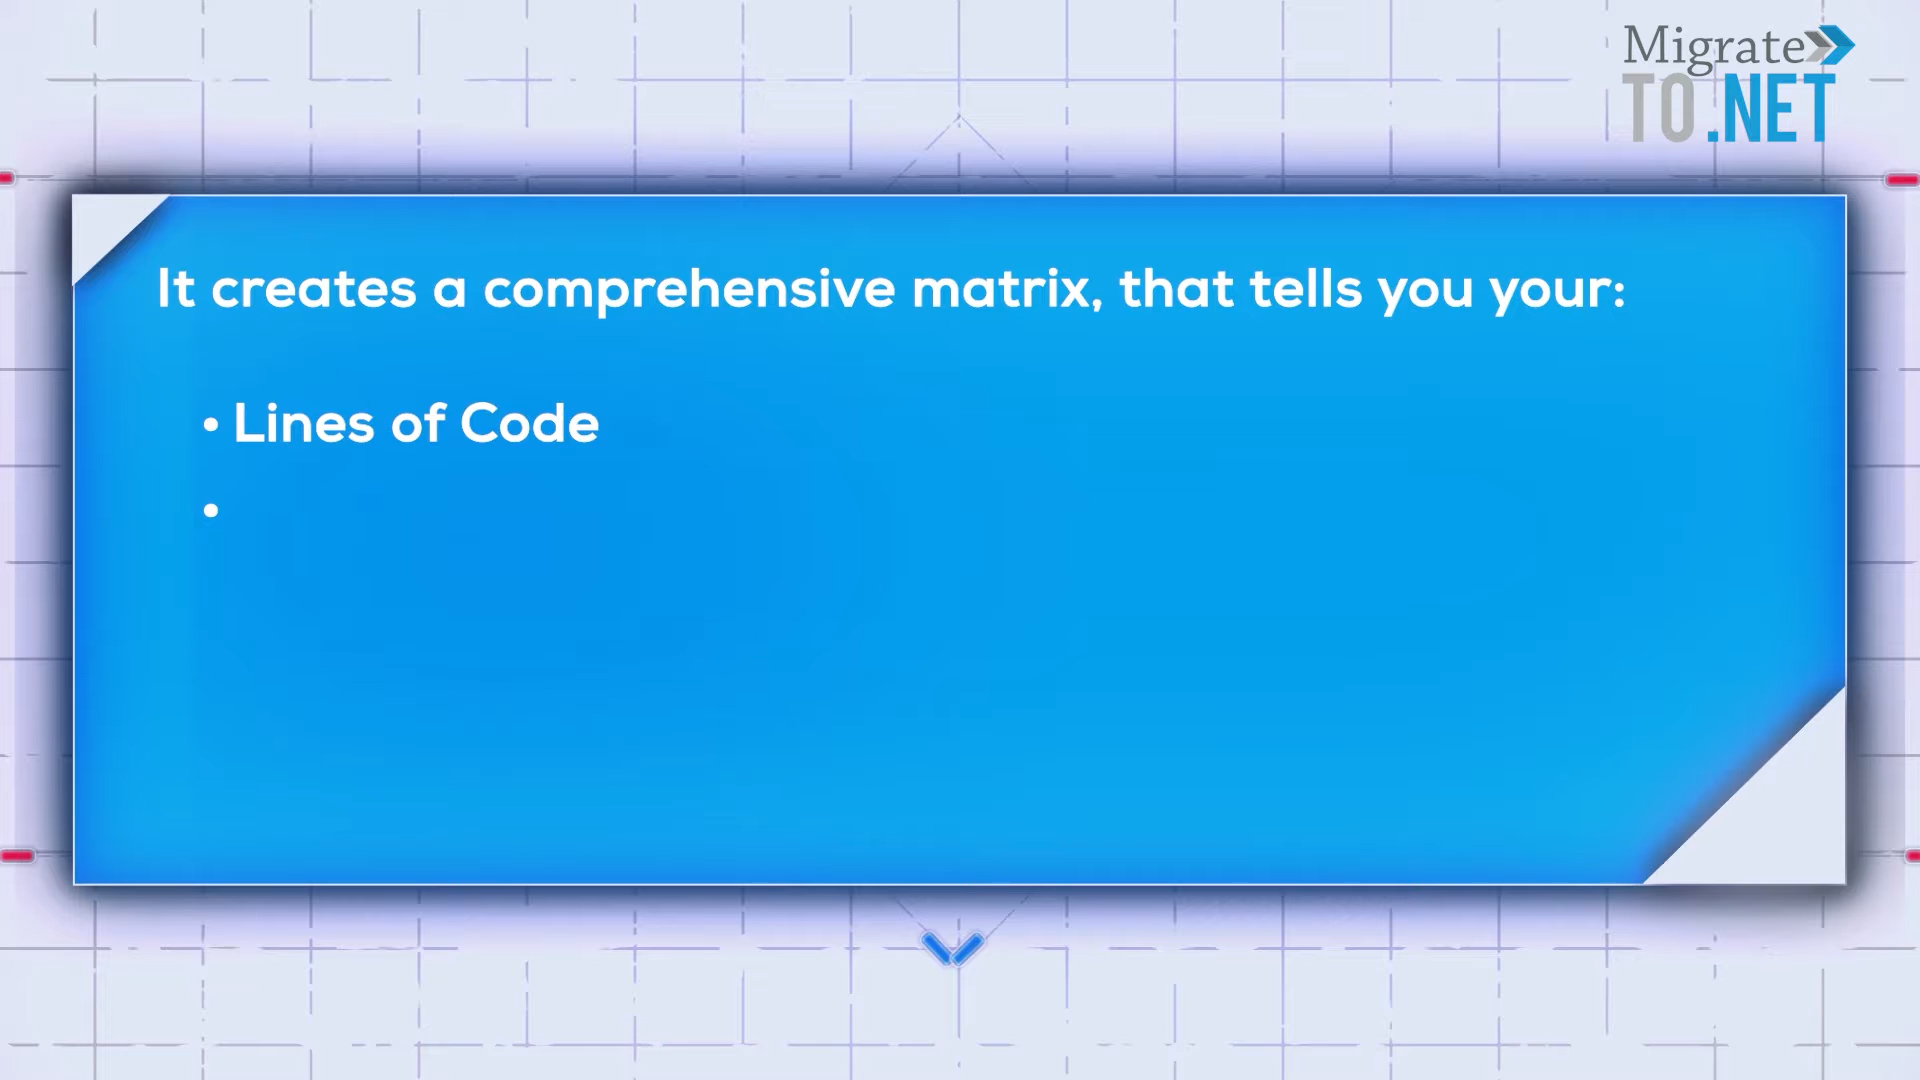 Migrate
TO .NET
It creates a comprehensive matrix, that tells you your:
• Lines of Code
•